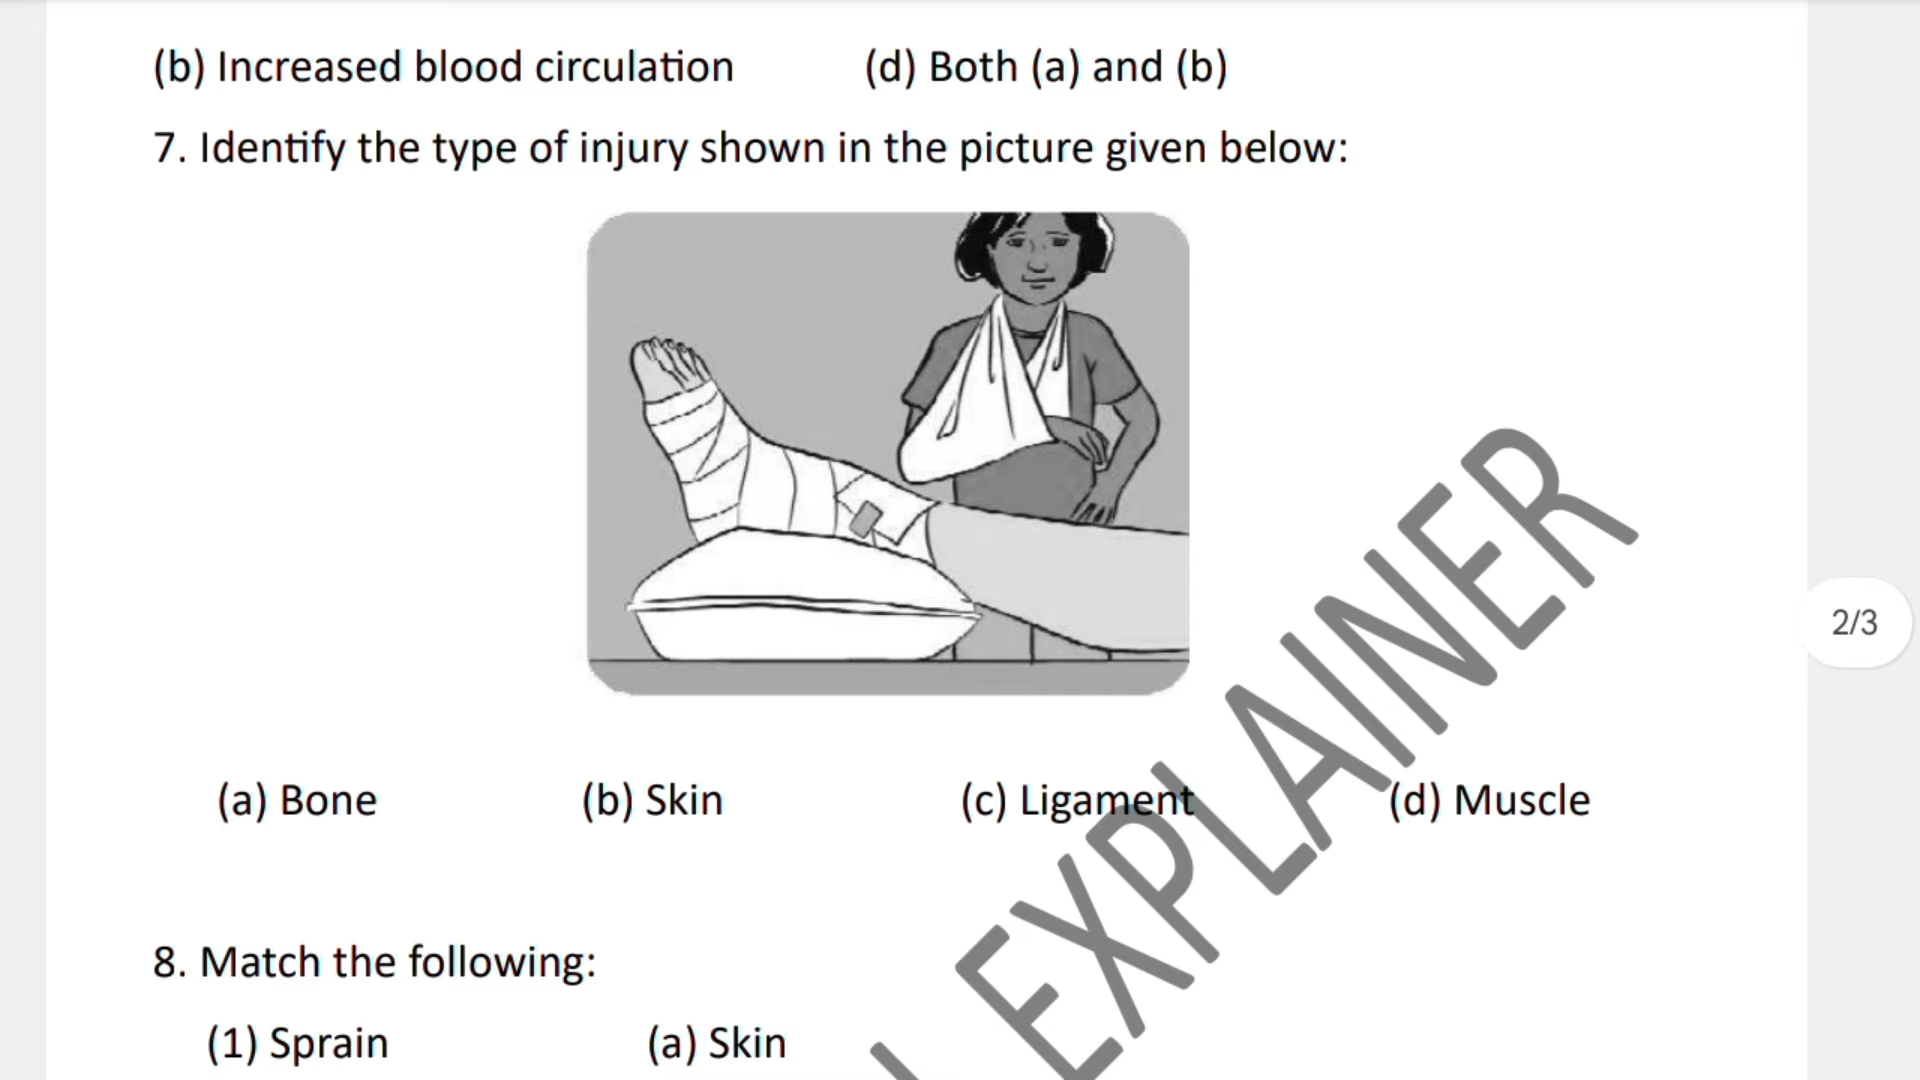 (b) Increased blood circulation (d) Both (a) and (b)
7. Identify the type of injury shown in the picture given below:
2/3
(a) Bone (b) Skin (c) Ligament (d) Muscle
8. Match the following:
(1) Sprain (a) Skin
EXPLAINER